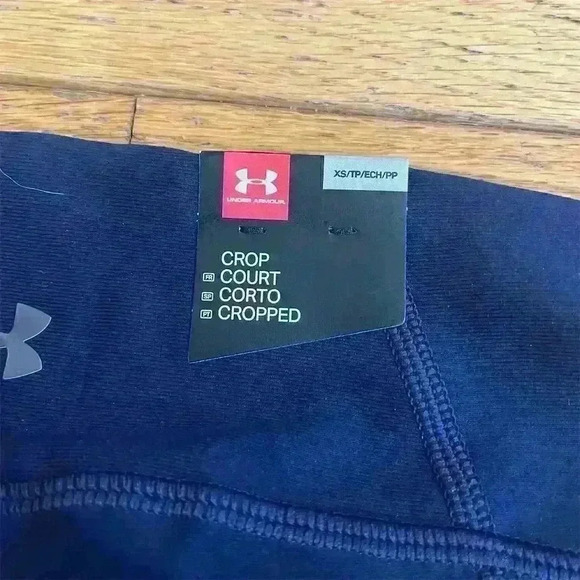 UNDER ARMOUR
XS/TP/ECH/PP
CROP
FR COURT
SP CORTO
PT CROPPED